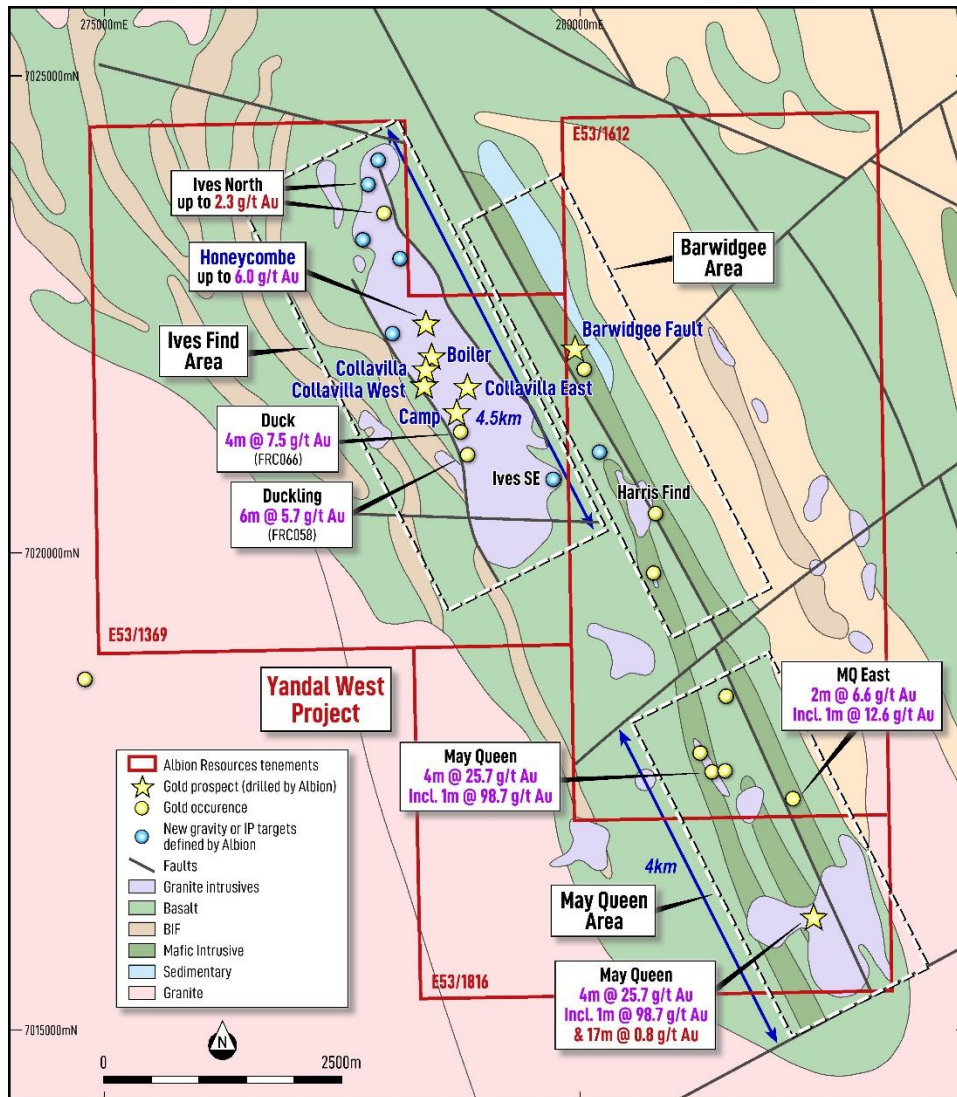 275000mE
280000mE
7025000mN
E53/1612
Ives North
up to 2.3 g/t Au
Honeycombe
up to 6.0 g/t Au
Barwidgee
Area
Ives Find
Area
Barwidgee Fault
Boiler
Collavilla
Collavilla West
Collavilla East
Camp
4.5km
Duck
4m @ 7.5 g/t Au
(FRC066)
Ives SE
Harris Find
Duckling
6m @ 5.7 g/t Au
(FRC058)
7020000mN
E53/1369
Yandal West
Project
MQ East
2m @ 6.6 g/t Au
Incl. 1m @ 12.6 g/t Au
May Queen
4m @ 25.7 g/t Au
Incl. 1m @ 98.7 g/t Au
Albion Resources tenements
Gold prospect (drilled by Albion)
Gold occurence
New gravity or IP targets
defined by Albion
Faults
Granite intrusives
Basalt
BIF
Mafic Intrusive
Sedimentary
Granite
4km
May Queen
Area
E53/1816
May Queen
4m @ 25.7 g/t Au
Incl. 1m @ 98.7 g/t Au
& 17m @ 0.8 g/t Au
7015000mN
N
0
2500m